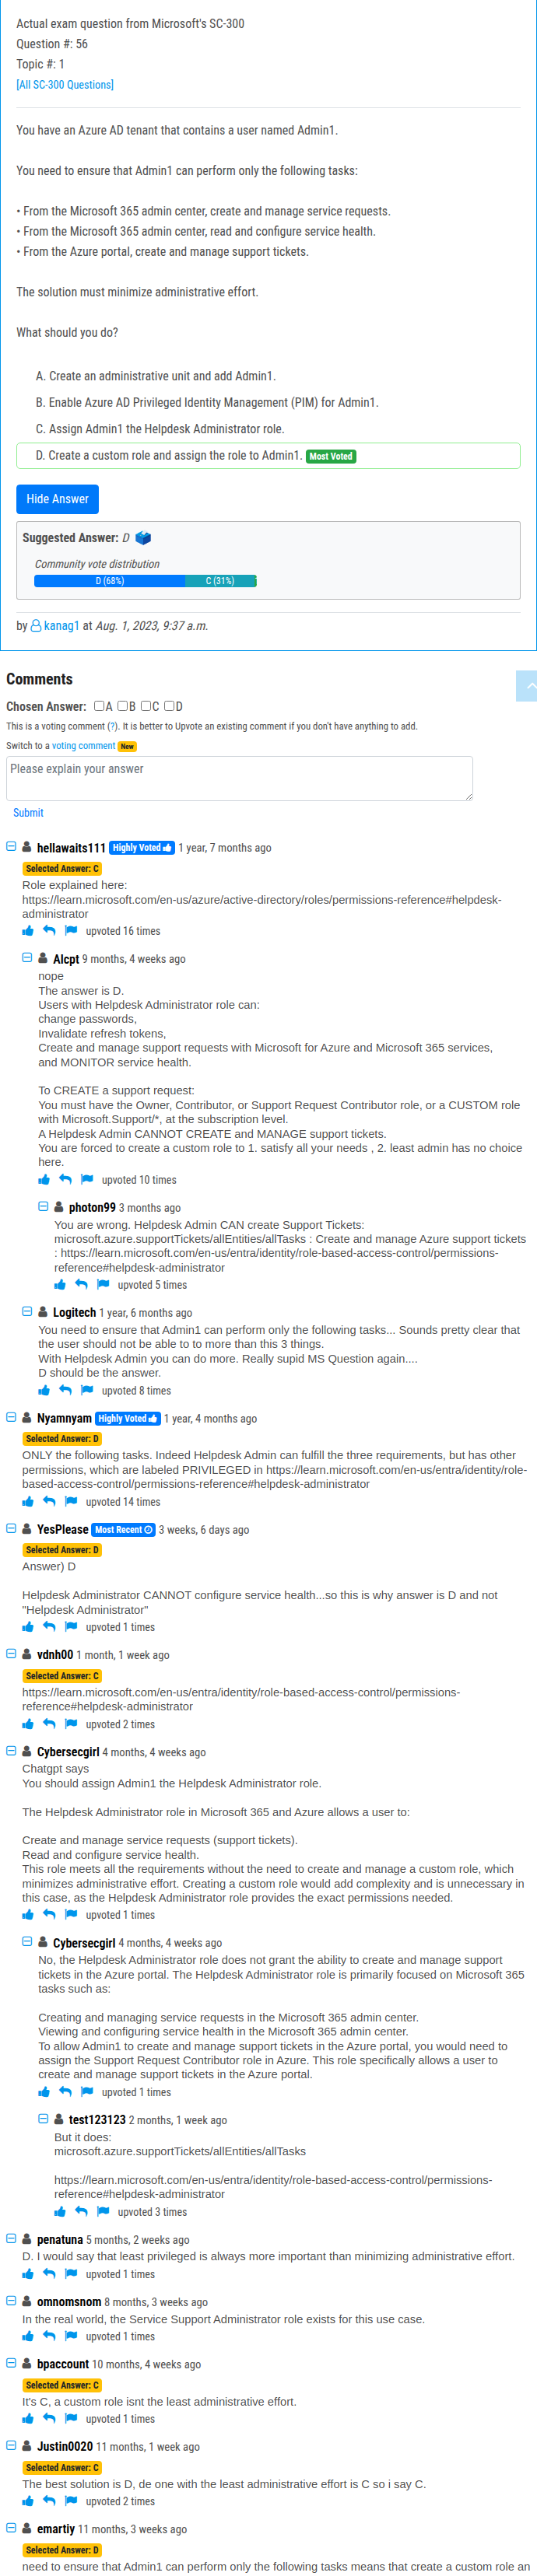 Actual exam question from Microsoft's SC-300
Question #: 56
Topic #: 1
[All SC-300 Questions]
You have an Azure AD tenant that contains a user named Admin1.
You need to ensure that Admin1 can perform only the following tasks:
• From the Microsoft 365 admin center, create and manage service requests.
• From the Microsoft 365 admin center, read and configure service health.
• From the Azure portal, create and manage support tickets.
The solution must minimize administrative effort.
What should you do?
A. Create an administrative unit and add Admin1.
B. Enable Azure AD Privileged Identity Management (PIM) for Admin1.
C. Assign Admin1 the Helpdesk Administrator role.
D. Create a custom role and assign the role to Admin1. Most Voted
Hide Answer
Suggested Answer: D
Community vote distribution
D (68%) C (31%)
by kanag1 at Aug. 1, 2023, 9:37 a.m.
Comments
Chosen Answer: A B C D
This is a voting comment (?). It is better to Upvote an existing comment if you don't have anything to add.
Switch to a voting comment New
Please explain your answer
Submit
hellawaits111 Highly Voted 1 year, 7 months ago
Selected Answer: C
Role explained here:
https://learn.microsoft.com/en-us/azure/active-directory/roles/permissions-reference#helpdesk-
administrator
upvoted 16 times
Alcpt 9 months, 4 weeks ago
nope
The answer is D.
Users with Helpdesk Administrator role can:
change passwords,
Invalidate refresh tokens,
Create and manage support requests with Microsoft for Azure and Microsoft 365 services,
and MONITOR service health.
To CREATE a support request:
You must have the Owner, Contributor, or Support Request Contributor role, or a CUSTOM role
with Microsoft.Support/*, at the subscription level.
A Helpdesk Admin CANNOT CREATE and MANAGE support tickets.
You are forced to create a custom role to 1. satisfy all your needs , 2. least admin has no choice
here.
upvoted 10 times
photon99 3 months ago
You are wrong. Helpdesk Admin CAN create Support Tickets:
microsoft.azure.supportTickets/allEntities/allTasks : Create and manage Azure support tickets
: https://learn.microsoft.com/en-us/entra/identity/role-based-access-control/permissions-
reference#helpdesk-administrator
upvoted 5 times
Logitech 1 year, 6 months ago
You need to ensure that Admin1 can perform only the following tasks... Sounds pretty clear that
the user should not be able to to more than this 3 things.
With Helpdesk Admin you can do more. Really supid MS Question again....
D should be the answer.
upvoted 8 times
Nyamnyam Highly Voted 1 year, 4 months ago
Selected Answer: D
ONLY the following tasks. Indeed Helpdesk Admin can fulfill the three requirements, but has other
permissions, which are labeled PRIVILEGED in https://learn.microsoft.com/en-us/entra/identity/role-
based-access-control/permissions-reference#helpdesk-administrator
upvoted 14 times
YesPlease Most Recent 3 weeks, 6 days ago
Selected Answer: D
Answer) D
Helpdesk Administrator CANNOT configure service health...so this is why answer is D and not
"Helpdesk Administrator"
upvoted 1 times
vdnh00 1 month, 1 week ago
Selected Answer: C
https://learn.microsoft.com/en-us/entra/identity/role-based-access-control/permissions-
reference#helpdesk-administrator
upvoted 2 times
Cybersecgirl 4 months, 4 weeks ago
Chatgpt says
You should assign Admin1 the Helpdesk Administrator role.
The Helpdesk Administrator role in Microsoft 365 and Azure allows a user to:
Create and manage service requests (support tickets).
Read and configure service health.
This role meets all the requirements without the need to create and manage a custom role, which
minimizes administrative effort. Creating a custom role would add complexity and is unnecessary in
this case, as the Helpdesk Administrator role provides the exact permissions needed.
upvoted 1 times
Cybersecgirl 4 months, 4 weeks ago
No, the Helpdesk Administrator role does not grant the ability to create and manage support
tickets in the Azure portal. The Helpdesk Administrator role is primarily focused on Microsoft 365
tasks such as:
Creating and managing service requests in the Microsoft 365 admin center.
Viewing and configuring service health in the Microsoft 365 admin center.
To allow Admin1 to create and manage support tickets in the Azure portal, you would need to
assign the Support Request Contributor role in Azure. This role specifically allows a user to
create and manage support tickets in the Azure portal.
upvoted 1 times
test123123 2 months, 1 week ago
But it does:
microsoft.azure.supportTickets/allEntities/allTasks
https://learn.microsoft.com/en-us/entra/identity/role-based-access-control/permissions-
reference#helpdesk-administrator
upvoted 3 times
penatuna 5 months, 2 weeks ago
D. I would say that least privileged is always more important than minimizing administrative effort.
upvoted 1 times
omnomsnom 8 months, 3 weeks ago
In the real world, the Service Support Administrator role exists for this use case.
upvoted 1 times
bpaccount 10 months, 4 weeks ago
Selected Answer: C
It's C, a custom role isnt the least administrative effort.
upvoted 1 times
Justin0020 11 months, 1 week ago
Selected Answer: C
The best solution is D, de one with the least administrative effort is C so i say C.
upvoted 2 times
emartiy 11 months, 3 weeks ago
Selected Answer: D
need to ensure that Admin1 can perform only the following tasks means that create a custom role an